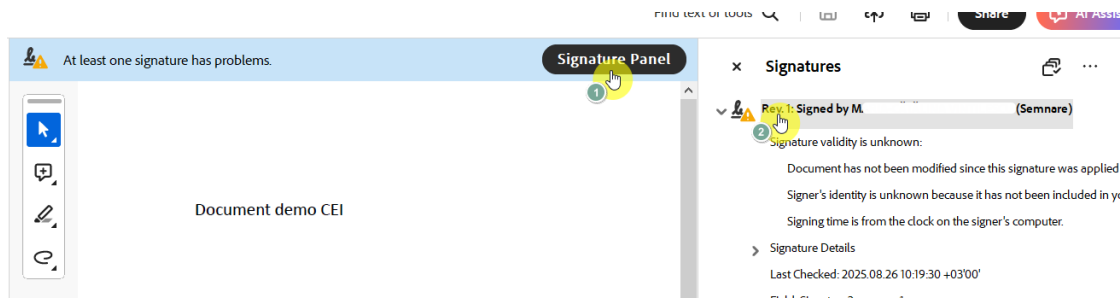 Find text or tools
Share
AI Assis
At least one signature has problems.
Signature Panel
1
Document demo CEI
Signatures
Rev. 1: Signed by M. (Semnare)
2
Signature validity is unknown:
Document has not been modified since this signature was applied
Signer's identity is unknown because it has not been included in yo
Signing time is from the clock on the signer's computer.
Signature Details
Last Checked: 2025.08.26 10:19:30 +03'00'